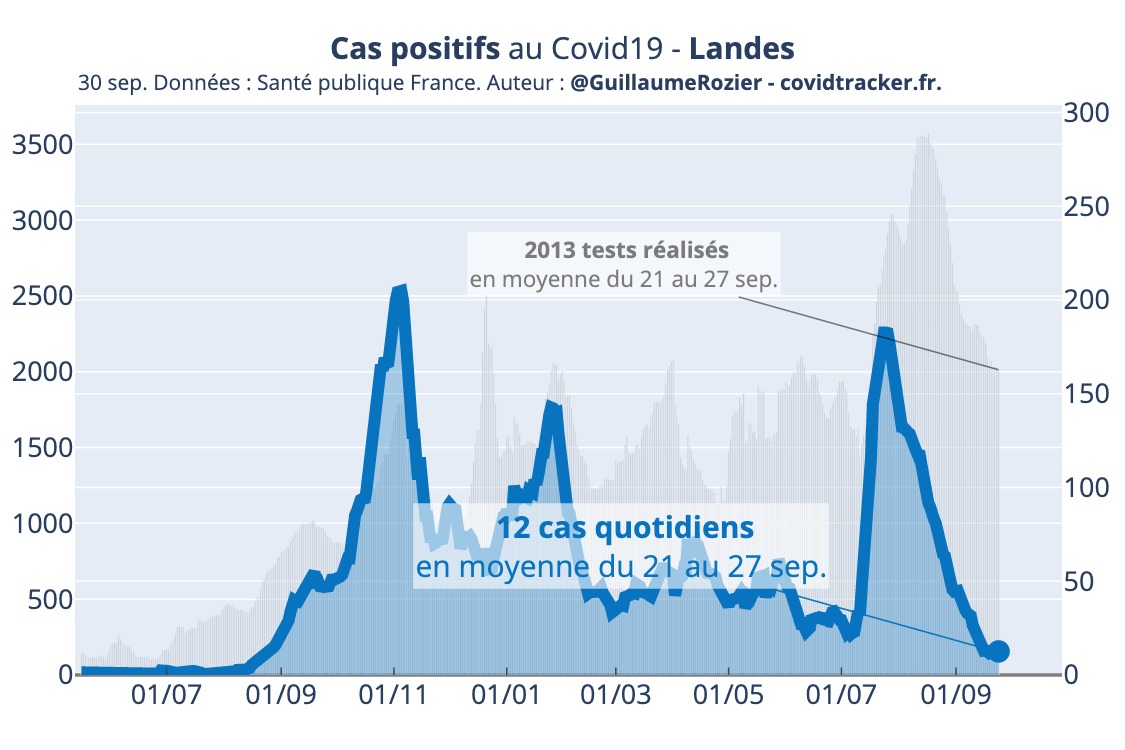 Cas positifs au Covid19 - Landes
30 sep. Données : Santé publique France. Auteur : @GuillaumeRozier - covidtracker.fr.
300
3500
3000
250
2013 tests réalisés
en moyenne du 21 au 27 sep.
2500
200
2000
150
1500
100
1000
12 cas quotidiens
en moyenne du 21 au 27 sep.
50
500
0
0
01/07 01/09 01/11 01/01 01/03 01/05 01/07 01/09